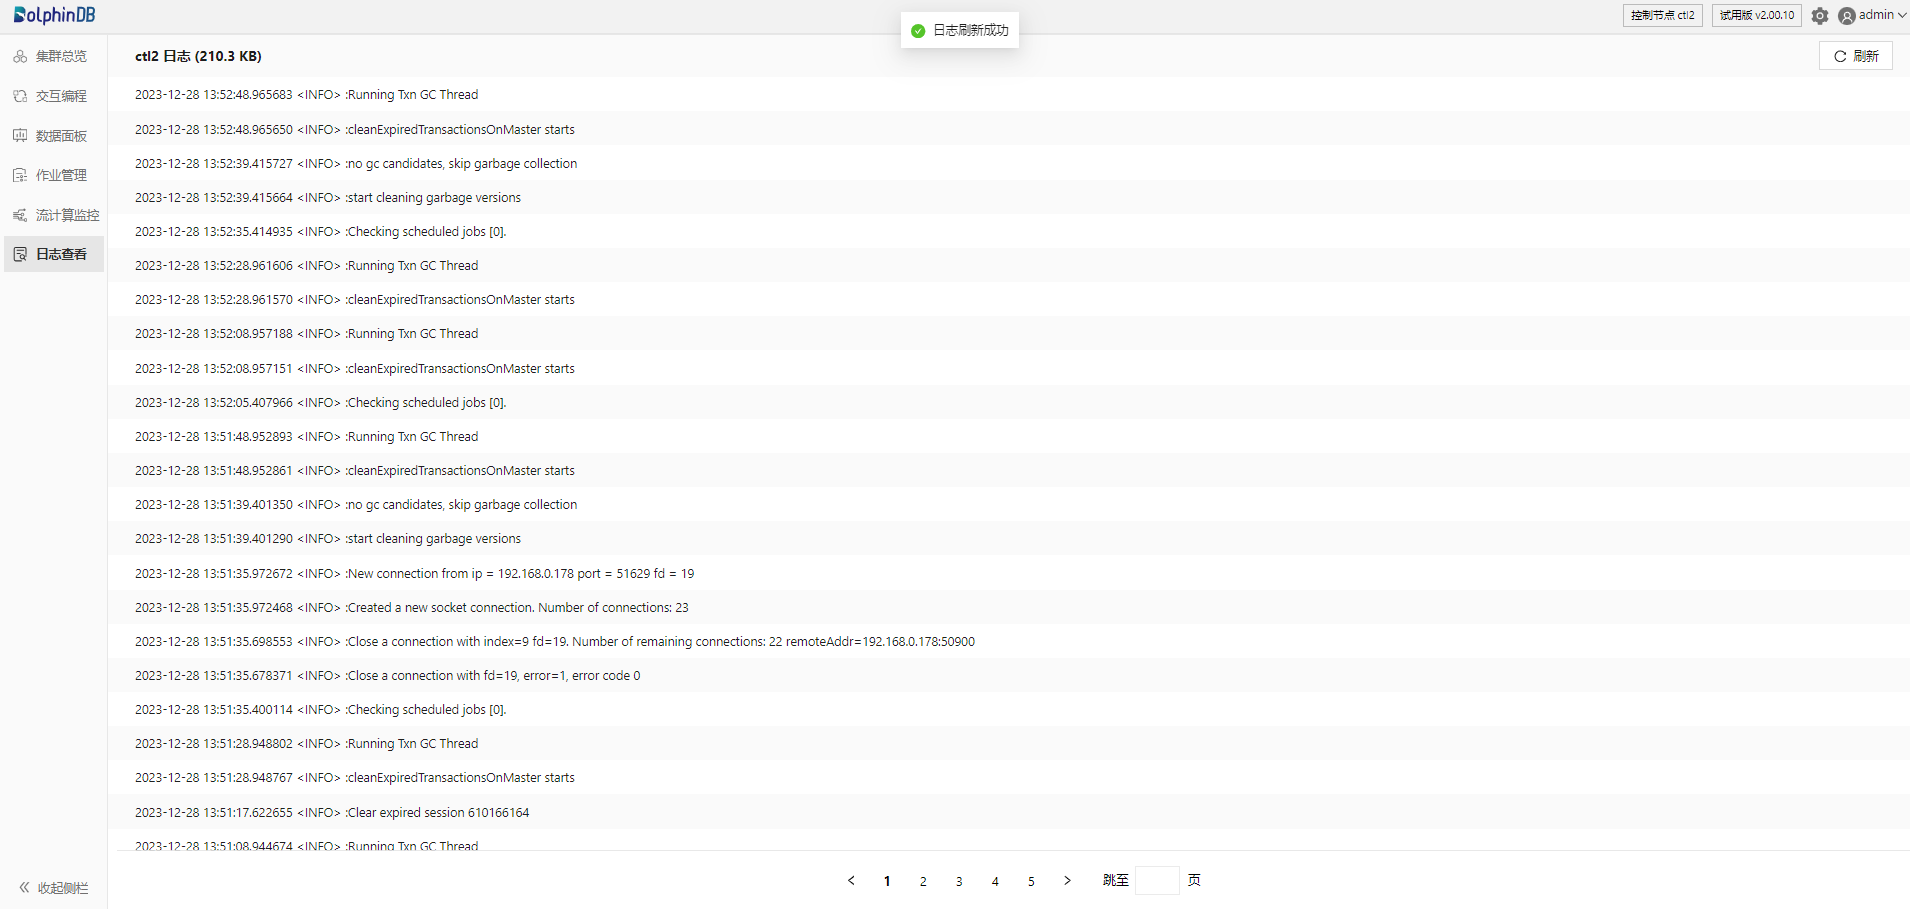 DolphinDB
日志刷新成功
控制节点 ctl2
试用版 v2.00.10
admin
集群总览
交互编程
数据面板
作业管理
流计算监控
日志查看
收起侧栏
ctl2 日志 (210.3 KB)
刷新
2023-12-28 13:52:48.965683 <INFO> :Running Txn GC Thread
2023-12-28 13:52:48.965650 <INFO> :cleanExpiredTransactionsOnMaster starts
2023-12-28 13:52:39.415727 <INFO> :no gc candidates, skip garbage collection
2023-12-28 13:52:39.415664 <INFO> :start cleaning garbage versions
2023-12-28 13:52:35.414935 <INFO> :Checking scheduled jobs [0].
2023-12-28 13:52:28.961606 <INFO> :Running Txn GC Thread
2023-12-28 13:52:28.961570 <INFO> :cleanExpiredTransactionsOnMaster starts
2023-12-28 13:52:08.957188 <INFO> :Running Txn GC Thread
2023-12-28 13:52:08.957151 <INFO> :cleanExpiredTransactionsOnMaster starts
2023-12-28 13:52:05.407966 <INFO> :Checking scheduled jobs [0].
2023-12-28 13:51:48.952893 <INFO> :Running Txn GC Thread
2023-12-28 13:51:48.952861 <INFO> :cleanExpiredTransactionsOnMaster starts
2023-12-28 13:51:39.401350 <INFO> :no gc candidates, skip garbage collection
2023-12-28 13:51:39.401290 <INFO> :start cleaning garbage versions
2023-12-28 13:51:35.972672 <INFO> :New connection from ip = 192.168.0.178 port = 51629 fd = 19
2023-12-28 13:51:35.972468 <INFO> :Created a new socket connection. Number of connections: 23
2023-12-28 13:51:35.698553 <INFO> :Close a connection with index=9 fd=19. Number of remaining connections: 22 remoteAddr=192.168.0.178:50900
2023-12-28 13:51:35.678371 <INFO> :Close a connection with fd=19, error=1, error code 0
2023-12-28 13:51:35.400114 <INFO> :Checking scheduled jobs [0].
2023-12-28 13:51:28.948802 <INFO> :Running Txn GC Thread
2023-12-28 13:51:28.948767 <INFO> :cleanExpiredTransactionsOnMaster starts
2023-12-28 13:51:17.622655 <INFO> :Clear expired session 610166164
2023-12-28 13:51:08.944674 <INFO> :Running Txn GC Thread
1 2 3 4 5 跳至 页